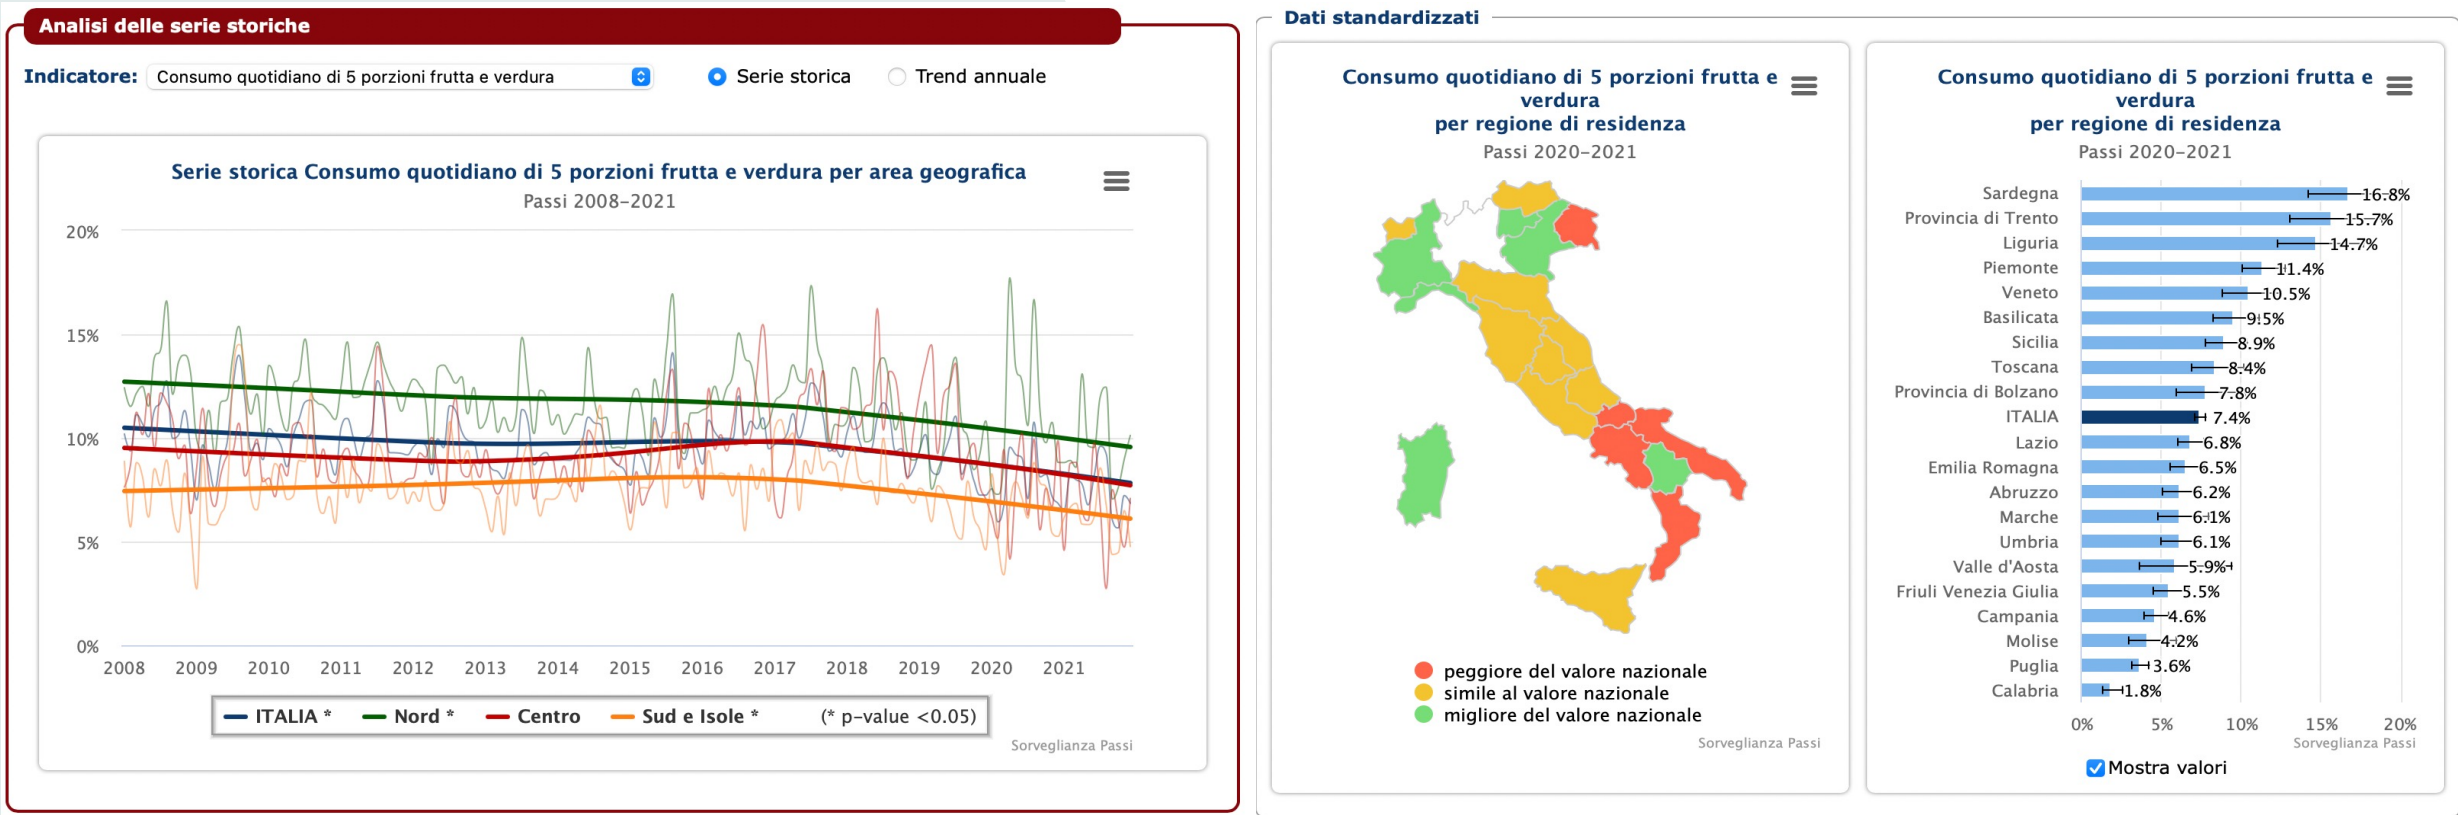 Analisi delle serie storiche
Indicatore: Consumo quotidiano di 5 porzioni frutta e verdura Serie storica Trend annuale
Serie storica Consumo quotidiano di 5 porzioni frutta e verdura per area geografica
Passi 2008-2021
20%
15%
10%
5%
0%
2008 2009 2010 2011 2012 2013 2014 2015 2016 2017 2018 2019 2020 2021
ITALIA * Nord * Centro Sud e Isole * (* p-value <0.05)
Sorveglianza Passi
Dati standardizzati
Consumo quotidiano di 5 porzioni frutta e
verdura
per regione di residenza
Passi 2020-2021
peggiore del valore nazionale
simile al valore nazionale
migliore del valore nazionale
Sorveglianza Passi
Consumo quotidiano di 5 porzioni frutta e
verdura
per regione di residenza
Passi 2020-2021
Sardegna 16.8%
Provincia di Trento 15.7%
Liguria 14.7%
Piemonte 11.4%
Veneto 10.5%
Basilicata 9.5%
Sicilia 8.9%
Toscana 8.4%
Provincia di Bolzano 7.8%
ITALIA 7.4%
Lazio 6.8%
Emilia Romagna 6.5%
Abruzzo 6.2%
Marche 6.1%
Umbria 6.1%
Valle d'Aosta 5.9%
Friuli Venezia Giulia 5.5%
Campania 4.6%
Molise 4.2%
Puglia 3.6%
Calabria 1.8%
0% 5% 10% 15% 20%
Sorveglianza Passi
Mostra valori